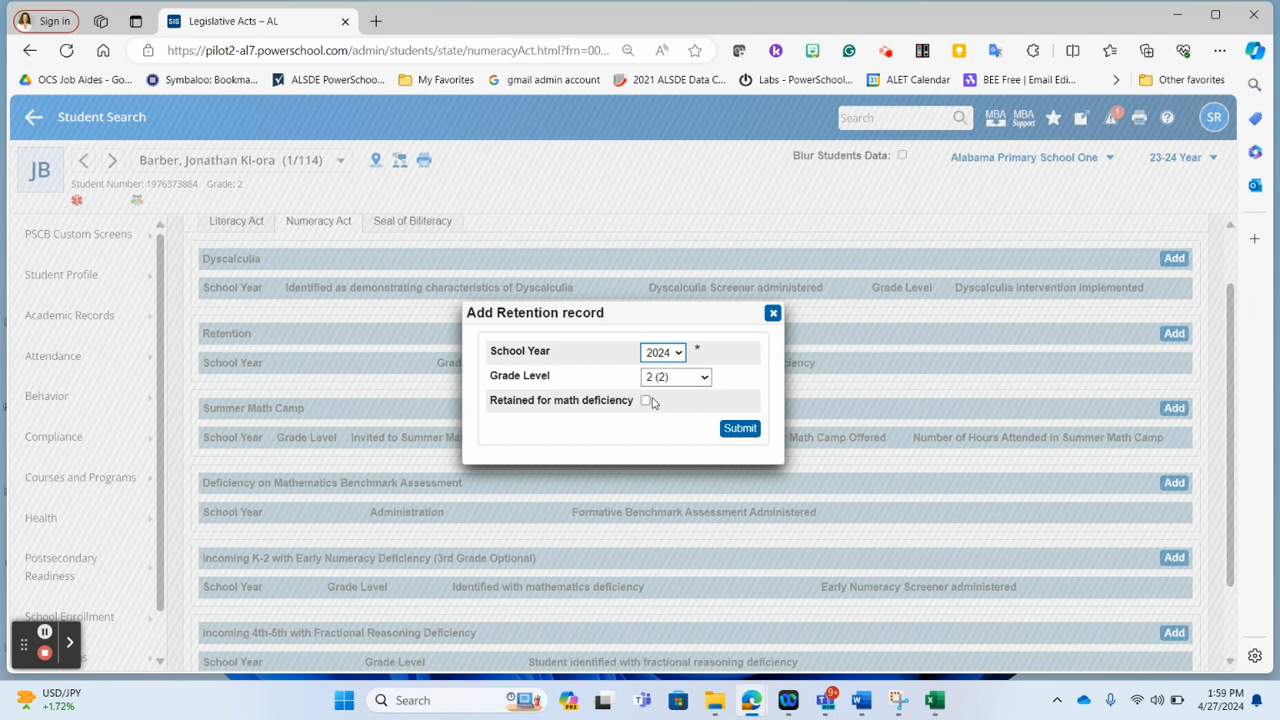 Sign in
SIS
Legislative Acts – AL
https://pilot2-al7.powerschool.com/admin/students/state/numeracyAct.html?frn=00...
OCS Job Aides - Go...
Symbaloo: Bookma...
ALSDE PowerSchoo...
My Favorites
gmail admin account
2021 ALSDE Data C...
Labs - PowerSchool...
ALET Calendar
BEE Free | Email Edi...
Other favorites
Student Search
Search
MBA
MBA Support
1
SR
JB
Barber, Jonathan Ki-ora (1/114)
Blur Students Data:
Alabama Primary School One
23-24 Year
Student Number: 1976373884 Grade: 2
PSCB Custom Screens
Student Profile
Academic Records
Attendance
Behavior
Compliance
Courses and Programs
Health
Postsecondary
Readiness
School Enrollment
Literacy Act
Numeracy Act
Seal of Biliteracy
Dyscalculia
Add
School Year Identified as demonstrating characteristics of Dyscalculia Dyscalculia Screener administered Grade Level Dyscalculia Intervention implemented
Retention
Add
School Year
Summer Math Camp
Add
School Year Grade Level Invited to Summer Math Camp Offered Number of Hours Attended in Summer Math Camp
Deficiency on Mathematics Benchmark Assessment
Add
School Year Administration Formative Benchmark Assessment Administered
Incoming K-2 with Early Numeracy Deficiency (3rd Grade Optional)
Add
School Year Grade Level Identified with mathematics deficiency Early Numeracy Screener administered
Incoming 4th-5th with Fractional Reasoning Deficiency
Add
School Year Grade Level Student identified with fractional reasoning deficiency
Add Retention record
School Year 2024 *
Grade Level 2 (2)
Retained for math deficiency
Submit
USD/JPY
+1.72%
Search
PRE
NEW
9+
1:59 PM
4/27/2024